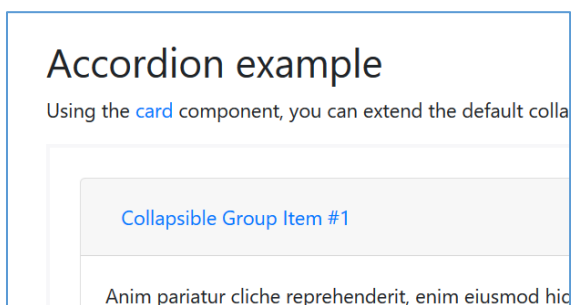 Accordion example
Using the card component, you can extend the default colla
Collapsible Group Item #1
Anim pariatur cliche reprehenderit, enim eiusmod hig